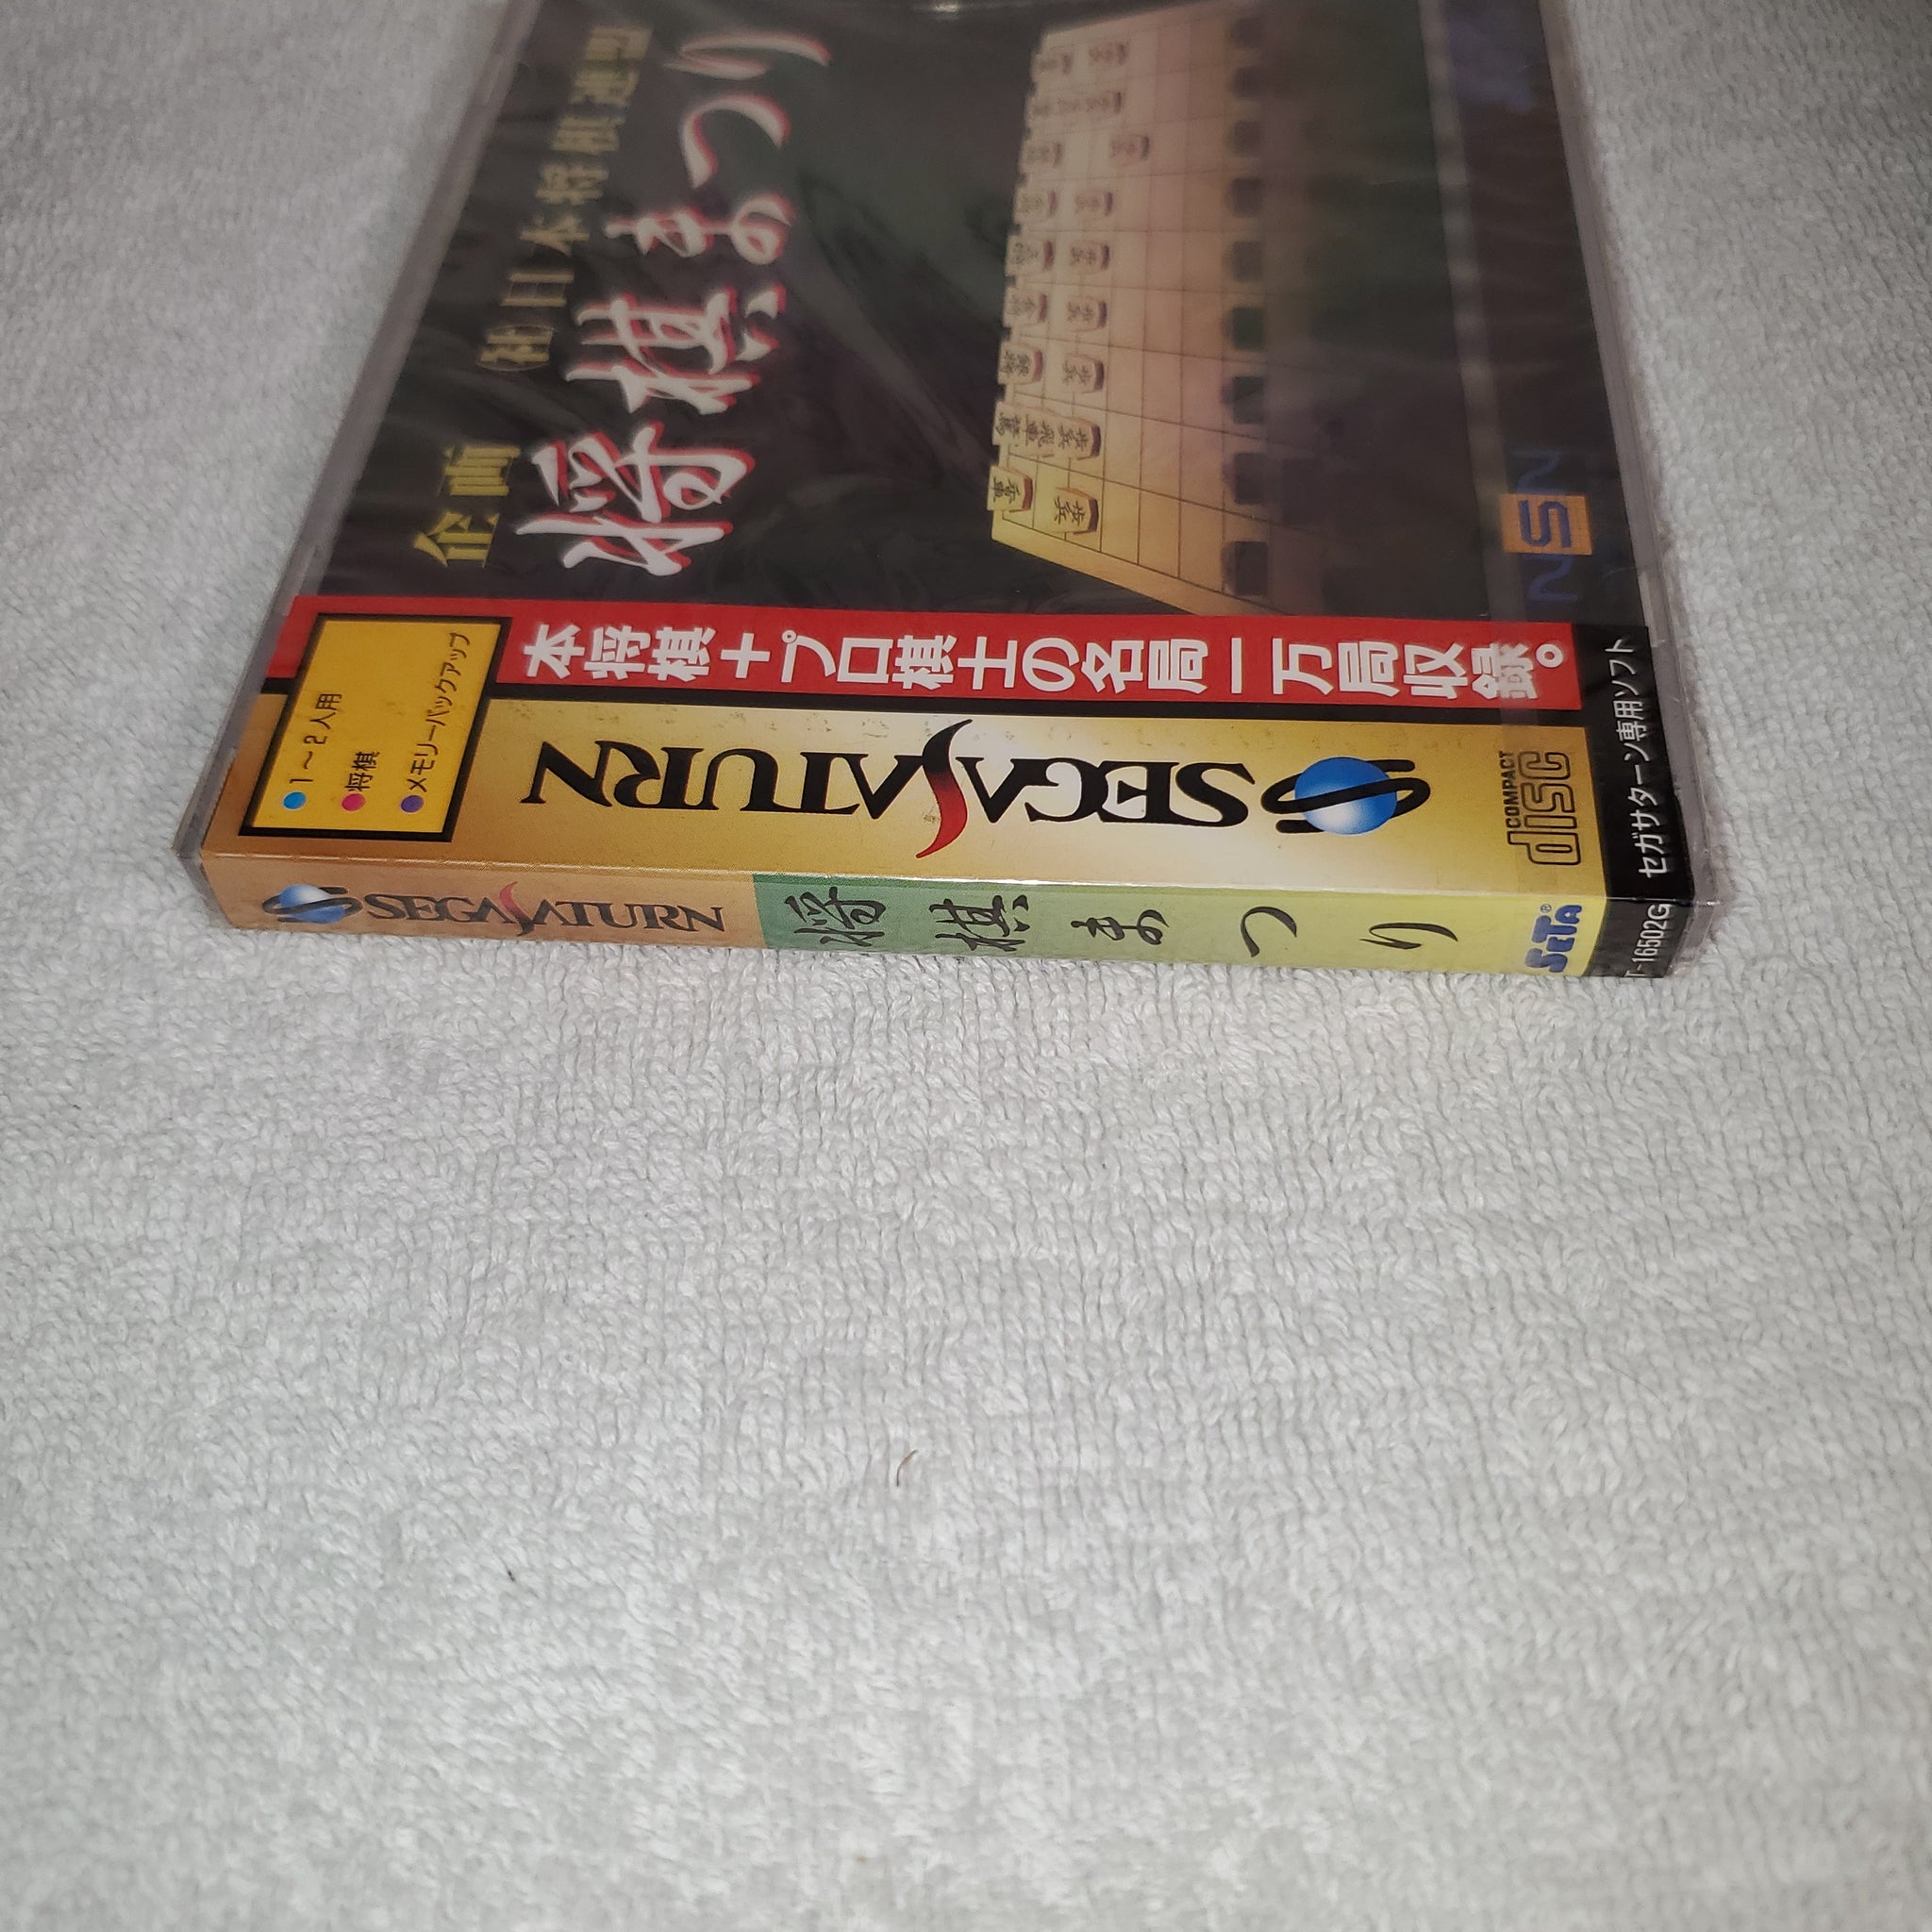 企画 (社)日本将棋連盟
将棋まつり
NSN
本将棋+プロ棋士の名局一万局収録。
1～2人用
将棋
メモリーバックアップ
SEGA SATURN
COMPACT
disc
セガサターン専用ソフト
SEGA SATURN
将棋まつり
SETA®
T-16502G